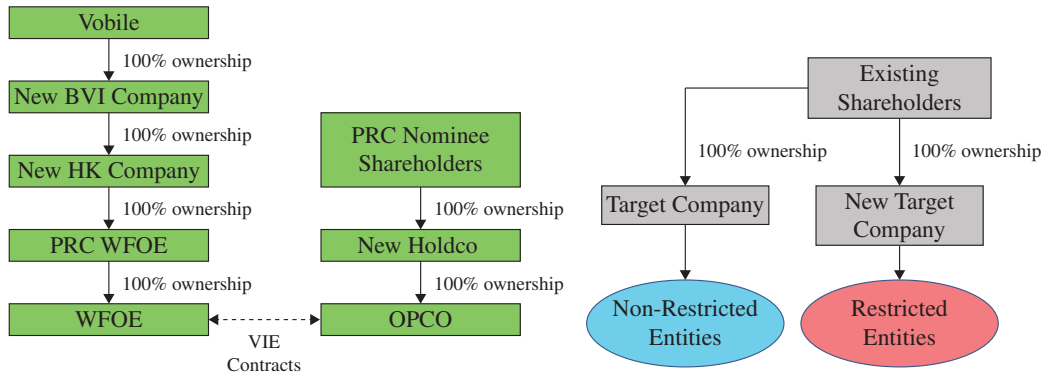 Vobile
100% ownership
New BVI Company
100% ownership
New HK Company
100% ownership
PRC WFOE
100% ownership
WFOE
VIE
Contracts
PRC Nominee
Shareholders
100% ownership
New Holdco
100% ownership
OPCO
Existing
Shareholders
100% ownership
100% ownership
Target Company
New Target
Company
Non-Restricted
Entities
Restricted
Entities